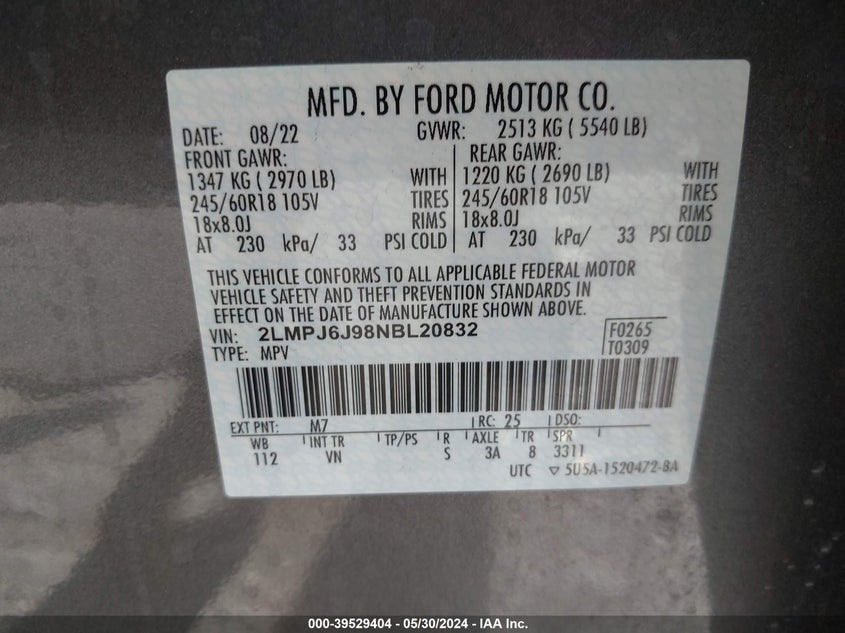 MFD. BY FORD MOTOR CO.
DATE: 08/22 GVWR: 2513 KG ( 5540 LB)
FRONT GAWR: REAR GAWR:
1347 KG ( 2970 LB) WITH 1220 KG ( 2690 LB) WITH
245/60R18 105V TIRES 245/60R18 105V TIRES
18x8.0J RIMS 18x8.0J RIMS
AT 230 kPa/ 33 PSI COLD AT 230 kPa/ 33 PSI COLD
THIS VEHICLE CONFORMS TO ALL APPLICABLE FEDERAL MOTOR
VEHICLE SAFETY AND THEFT PREVENTION STANDARDS IN
EFFECT ON THE DATE OF MANUFACTURE SHOWN ABOVE.
VIN: 2LMPJ6J98NBL20832 F0265
TYPE: MPV T0309
EXT PNT: M7 RC: 25 DSO:
WB INT TR TP/PS R AXLE TR SPR
112 VN S 3A 8 3311
UTC ▽ 5U5A-1520472-BA
000-39529404 - 05/30/2024 - IAA Inc.